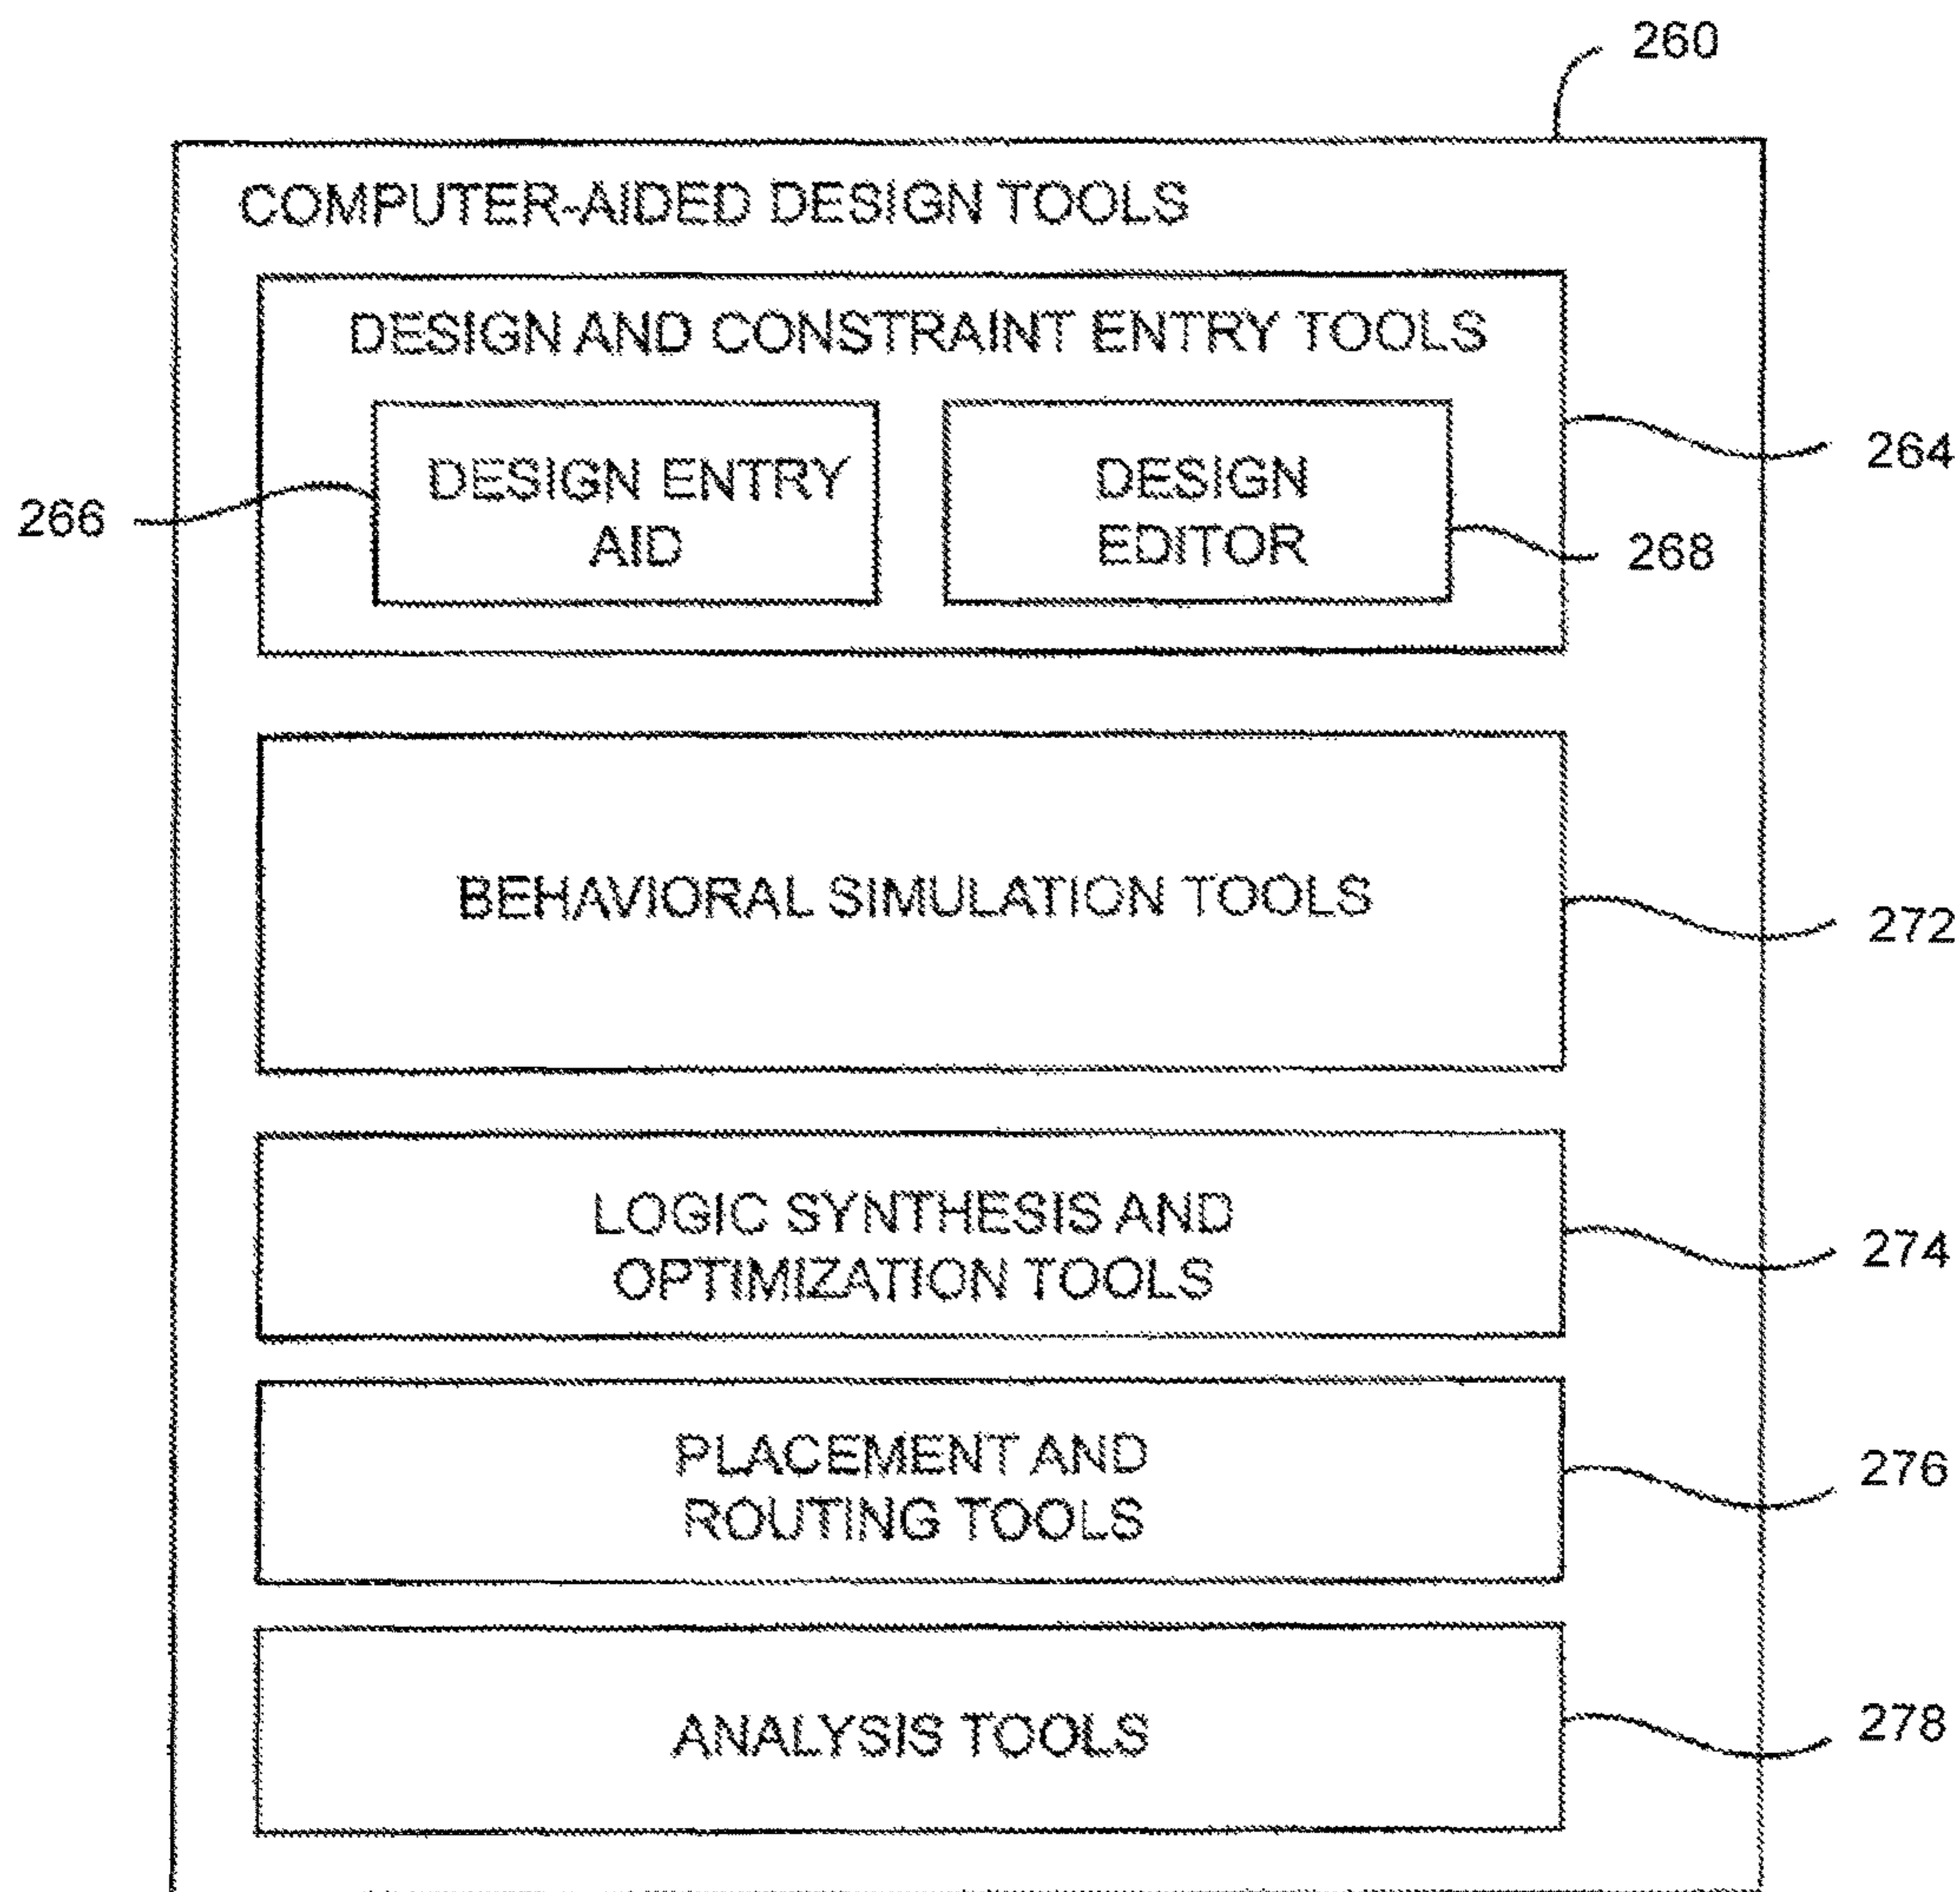 260
COMPUTER-AIDED DESIGN TOOLS
DESIGN AND CONSTRAINT ENTRY TOOLS
264
266
DESIGN ENTRY
AID
DESIGN
EDITOR
268
BEHAVIORAL SIMULATION TOOLS
272
LOGIC SYNTHESIS AND
OPTIMIZATION TOOLS
274
PLACEMENT AND
ROUTING TOOLS
276
ANALYSIS TOOLS
278